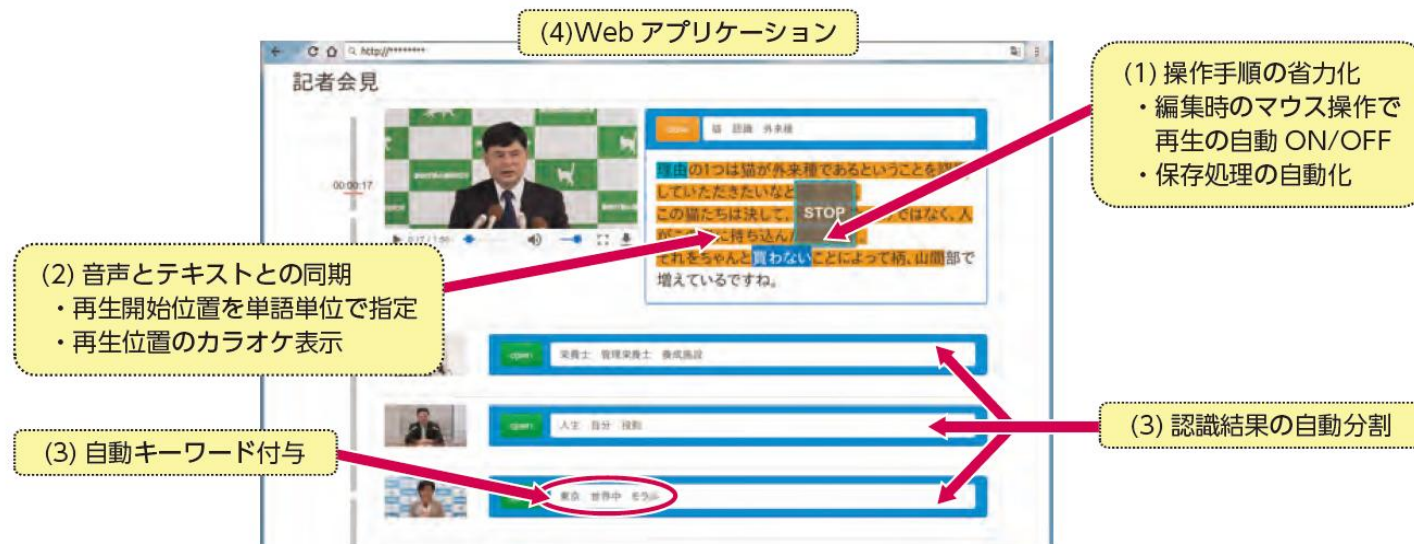 (4)Web アプリケーション
http://********
記者会見
(1) 操作手順の省力化
・編集時のマウス操作で
再生の自動 ON/OFF
・保存処理の自動化
猫 認識 外来種
理由の1つは猫が外来種であるということを認
していただきたいなと
この猫たちは決して、
ではなく、人
に持ち込ん
STOP
それをちゃんと買わないことによって柄、山間部で
増えているですね。
00:00:17
(2) 音声とテキストとの同期
・再生開始位置を単語単位で指定
・再生位置のカラオケ表示
open
栄養士 管理栄養士 養成施設
open
人生 自分 役割
(3) 認識結果の自動分割
(3) 自動キーワード付与
東京 世界中